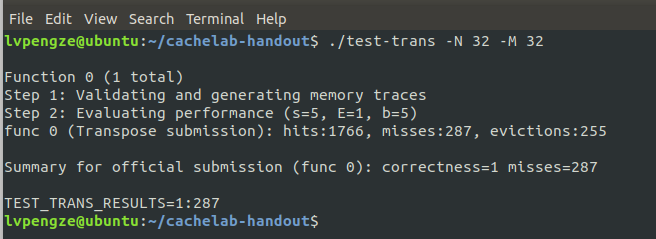 File Edit View Search Terminal Help
lvpengze@ubuntu:~/cachelab-handout$ ./test-trans -N 32 -M 32
Function 0 (1 total)
Step 1: Validating and generating memory traces
Step 2: Evaluating performance (s=5, E=1, b=5)
func 0 (Transpose submission): hits:1766, misses:287, evictions:255
Summary for official submission (func 0): correctness=1 misses=287
TEST_TRANS_RESULTS=1:287
lvpengze@ubuntu:~/cachelab-handout$